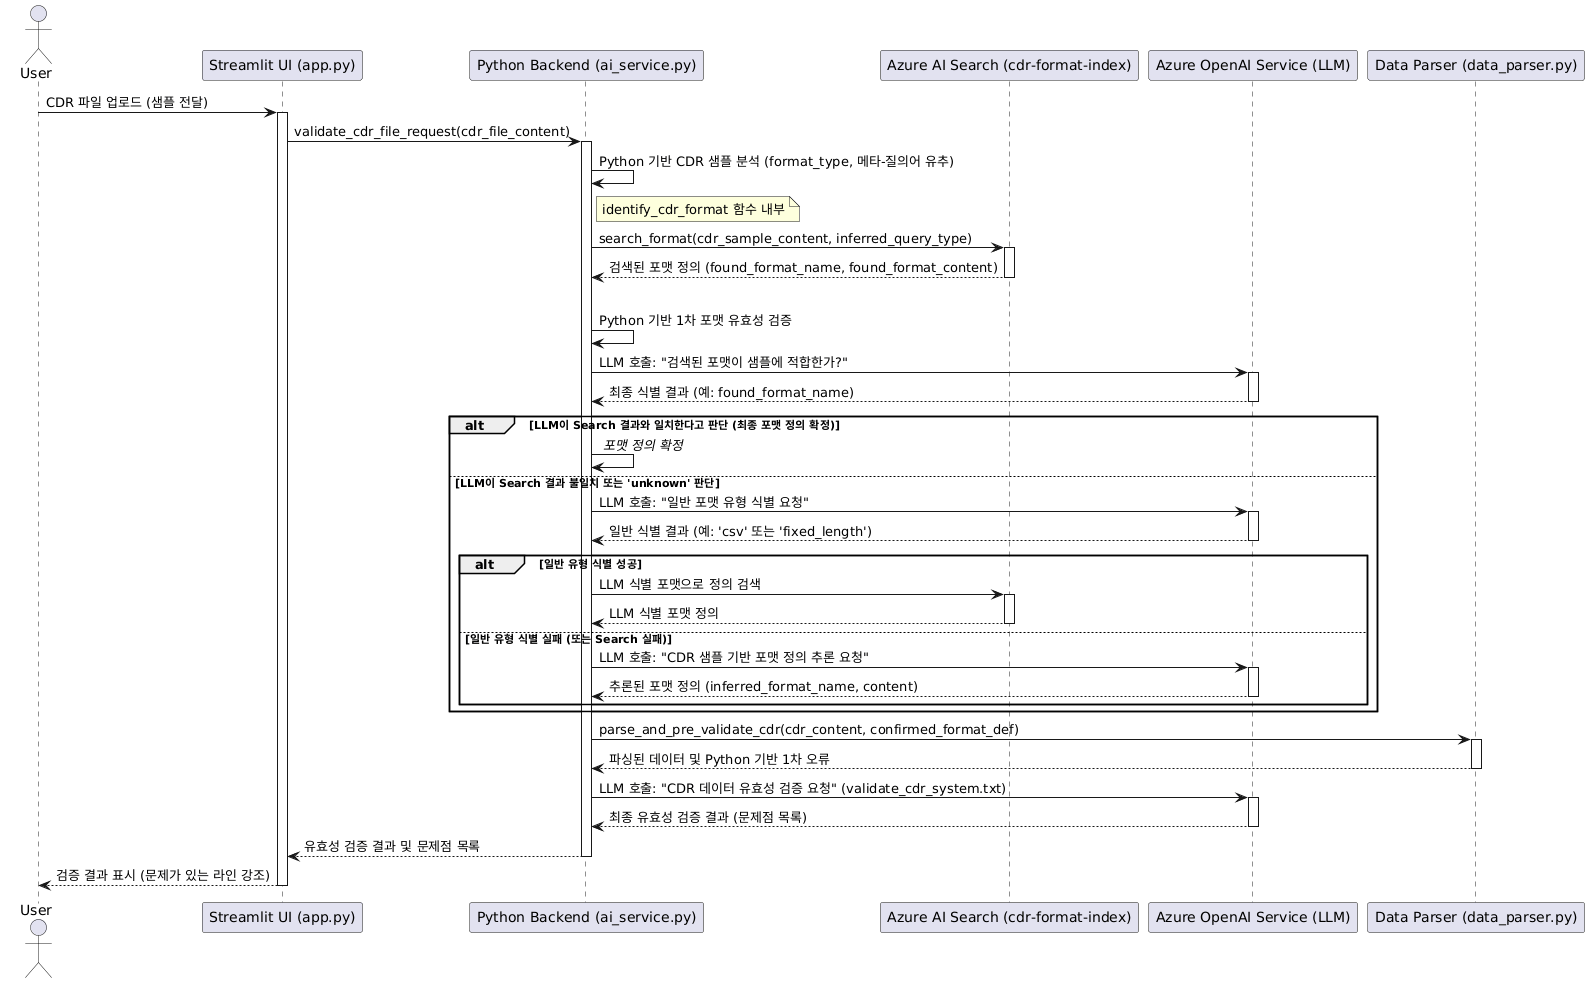 User
Streamlit UI (app.py)
Python Backend (ai_service.py)
Azure AI Search (cdr-format-index)
Azure OpenAI Service (LLM)
Data Parser (data_parser.py)
CDR 파일 업로드 (샘플 전달)
validate_cdr_file_request(cdr_file_content)
Python 기반 CDR 샘플 분석 (format_type, 메타-질의어 유추)
identify_cdr_format 함수 내부
search_format(cdr_sample_content, inferred_query_type)
검색된 포맷 정의 (found_format_name, found_format_content)
Python 기반 1차 포맷 유효성 검증
LLM 호출: "검색된 포맷이 샘플에 적합한가?"
최종 식별 결과 (예: found_format_name)
alt
[LLM이 Search 결과와 일치한다고 판단 (최종 포맷 정의 확정)]
포맷 정의 확정
[LLM이 Search 결과 불일치 또는 'unknown' 판단]
LLM 호출: "일반 포맷 유형 식별 요청"
일반 식별 결과 (예: 'csv' 또는 'fixed_length')
alt
[일반 유형 식별 성공]
LLM 식별 포맷으로 정의 검색
LLM 식별 포맷 정의
[일반 유형 식별 실패 (또는 Search 실패)]
LLM 호출: "CDR 샘플 기반 포맷 정의 추론 요청"
추론된 포맷 정의 (inferred_format_name, content)
parse_and_pre_validate_cdr(cdr_content, confirmed_format_def)
파싱된 데이터 및 Python 기반 1차 오류
LLM 호출: "CDR 데이터 유효성 검증 요청" (validate_cdr_system.txt)
최종 유효성 검증 결과 (문제점 목록)
유효성 검증 결과 및 문제점 목록
검증 결과 표시 (문제가 있는 라인 강조)
User
Streamlit UI (app.py)
Python Backend (ai_service.py)
Azure AI Search (cdr-format-index)
Azure OpenAI Service (LLM)
Data Parser (data_parser.py)